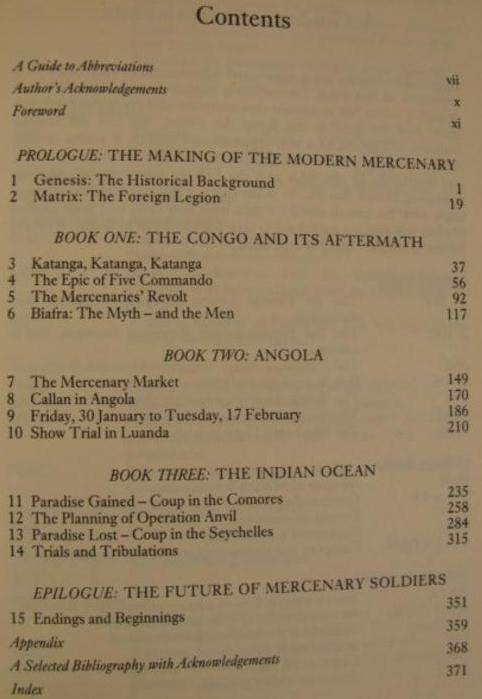 Contents
A Guide to Abbreviations vii
Author's Acknowledgements x
Foreword xi
PROLOGUE: THE MAKING OF THE MODERN MERCENARY
1 Genesis: The Historical Background 1
2 Matrix: The Foreign Legion 19
BOOK ONE: THE CONGO AND ITS AFTERMATH
3 Katanga, Katanga, Katanga 37
4 The Epic of Five Commando 56
5 The Mercenaries' Revolt 92
6 Biafra: The Myth – and the Men 117
BOOK TWO: ANGOLA
7 The Mercenary Market 149
8 Callan in Angola 170
9 Friday, 30 January to Tuesday, 17 February 186
10 Show Trial in Luanda 210
BOOK THREE: THE INDIAN OCEAN
11 Paradise Gained – Coup in the Comores 235
12 The Planning of Operation Anvil 258
13 Paradise Lost – Coup in the Seychelles 284
14 Trials and Tribulations 315
EPILOGUE: THE FUTURE OF MERCENARY SOLDIERS
15 Endings and Beginnings 351
Appendix 359
A Selected Bibliography with Acknowledgements 368
Index 371